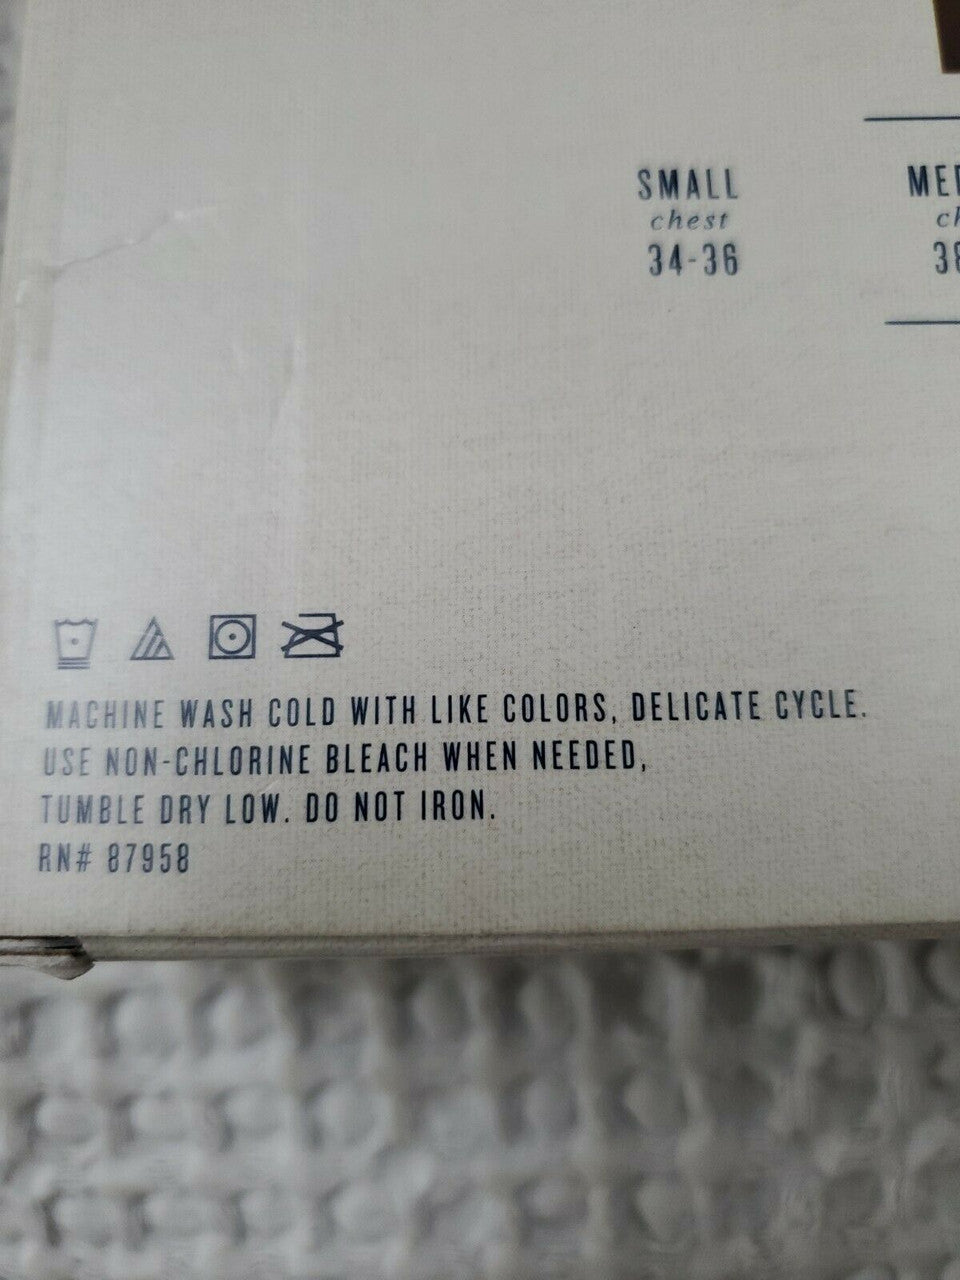 SMALL
chest
34-36
MACHINE WASH COLD WITH LIKE COLORS, DELICATE CYCLE.
USE NON-CHLORINE BLEACH WHEN NEEDED,
TUMBLE DRY LOW. DO NOT IRON.
RN# 87958